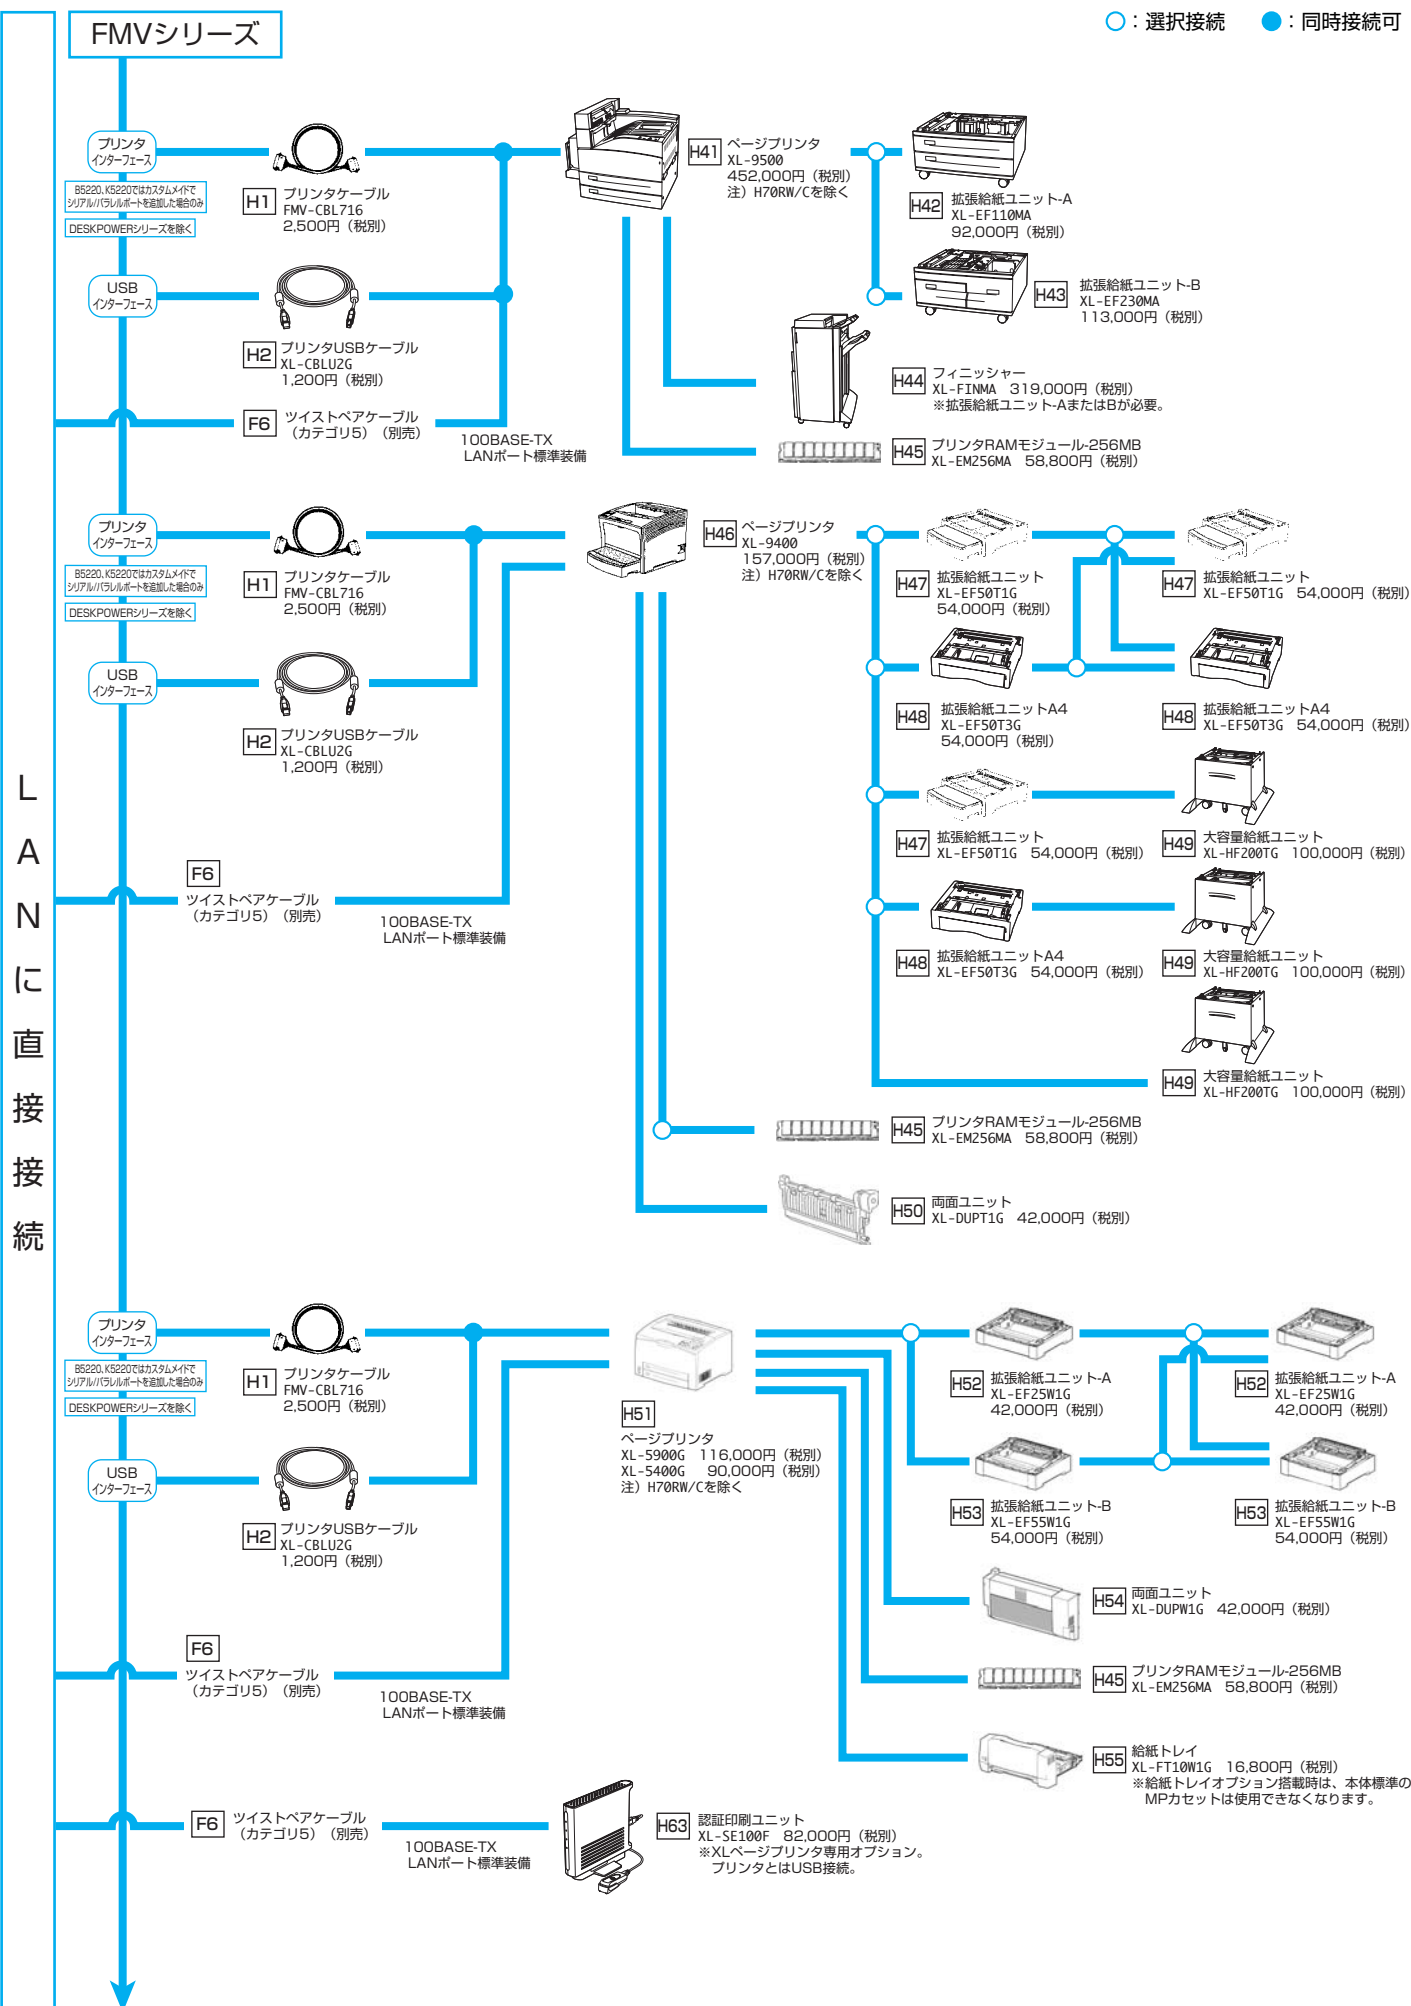 FMVシリーズ
○：選択接続　●：同時接続可
LANに直接接続
プリンタ
インターフェース
B5220、K5220ではカスタムメイドで
シリアル/パラレルポートを追加した場合のみ
DESKPOWERシリーズを除く
H1 プリンタケーブル
FMV-CBL716
2,500円（税別）
USB
インターフェース
H2 プリンタUSBケーブル
XL-CBLU2G
1,200円（税別）
F6 ツイストペアケーブル
（カテゴリ5）（別売）
100BASE-TX
LANポート標準装備
H41 ページプリンタ
XL-9500
452,000円（税別）
注）H70RW/Cを除く
H42 拡張給紙ユニット-A
XL-EF110MA
92,000円（税別）
H43 拡張給紙ユニット-B
XL-EF230MA
113,000円（税別）
H44 フィニッシャー
XL-FINMA 319,000円（税別）
※拡張給紙ユニット-AまたはBが必要。
H45 プリンタRAMモジュール-256MB
XL-EM256MA 58,800円（税別）
プリンタ
インターフェース
B5220、K5220ではカスタムメイドで
シリアル/パラレルポートを追加した場合のみ
DESKPOWERシリーズを除く
H1 プリンタケーブル
FMV-CBL716
2,500円（税別）
USB
インターフェース
H2 プリンタUSBケーブル
XL-CBLU2G
1,200円（税別）
F6
ツイストペアケーブル
（カテゴリ5）（別売）
100BASE-TX
LANポート標準装備
H46 ページプリンタ
XL-9400
157,000円（税別）
注）H70RW/Cを除く
H47 拡張給紙ユニット
XL-EF50T1G
54,000円（税別）
H47 拡張給紙ユニット
XL-EF50T1G 54,000円（税別）
H48 拡張給紙ユニットA4
XL-EF50T3G
54,000円（税別）
H48 拡張給紙ユニットA4
XL-EF50T3G 54,000円（税別）
H47 拡張給紙ユニット
XL-EF50T1G 54,000円（税別）
H49 大容量給紙ユニット
XL-HF200TG 100,000円（税別）
H48 拡張給紙ユニットA4
XL-EF50T3G 54,000円（税別）
H49 大容量給紙ユニット
XL-HF200TG 100,000円（税別）
H49 大容量給紙ユニット
XL-HF200TG 100,000円（税別）
H45 プリンタRAMモジュール-256MB
XL-EM256MA 58,800円（税別）
H50 両面ユニット
XL-DUPT1G 42,000円（税別）
プリンタ
インターフェース
B5220、K5220ではカスタムメイドで
シリアル/パラレルポートを追加した場合のみ
DESKPOWERシリーズを除く
H1 プリンタケーブル
FMV-CBL716
2,500円（税別）
USB
インターフェース
H2 プリンタUSBケーブル
XL-CBLU2G
1,200円（税別）
F6
ツイストペアケーブル
（カテゴリ5）（別売）
100BASE-TX
LANポート標準装備
H51
ページプリンタ
XL-5900G 116,000円（税別）
XL-5400G 90,000円（税別）
注）H70RW/Cを除く
H52 拡張給紙ユニット-A
XL-EF25W1G
42,000円（税別）
H52 拡張給紙ユニット-A
XL-EF25W1G
42,000円（税別）
H53 拡張給紙ユニット-B
XL-EF55W1G
54,000円（税別）
H53 拡張給紙ユニット-B
XL-EF55W1G
54,000円（税別）
H54 両面ユニット
XL-DUPW1G 42,000円（税別）
H45 プリンタRAMモジュール-256MB
XL-EM256MA 58,800円（税別）
H55 給紙トレイ
XL-FT10W1G 16,800円（税別）
※給紙トレイオプション搭載時は、本体標準の
MPカセットは使用できなくなります。
F6 ツイストペアケーブル
（カテゴリ5）（別売）
100BASE-TX
LANポート標準装備
H63 認証印刷ユニット
XL-SE100F 82,000円（税別）
※XLページプリンタ専用オプション。
プリンタとはUSB接続。